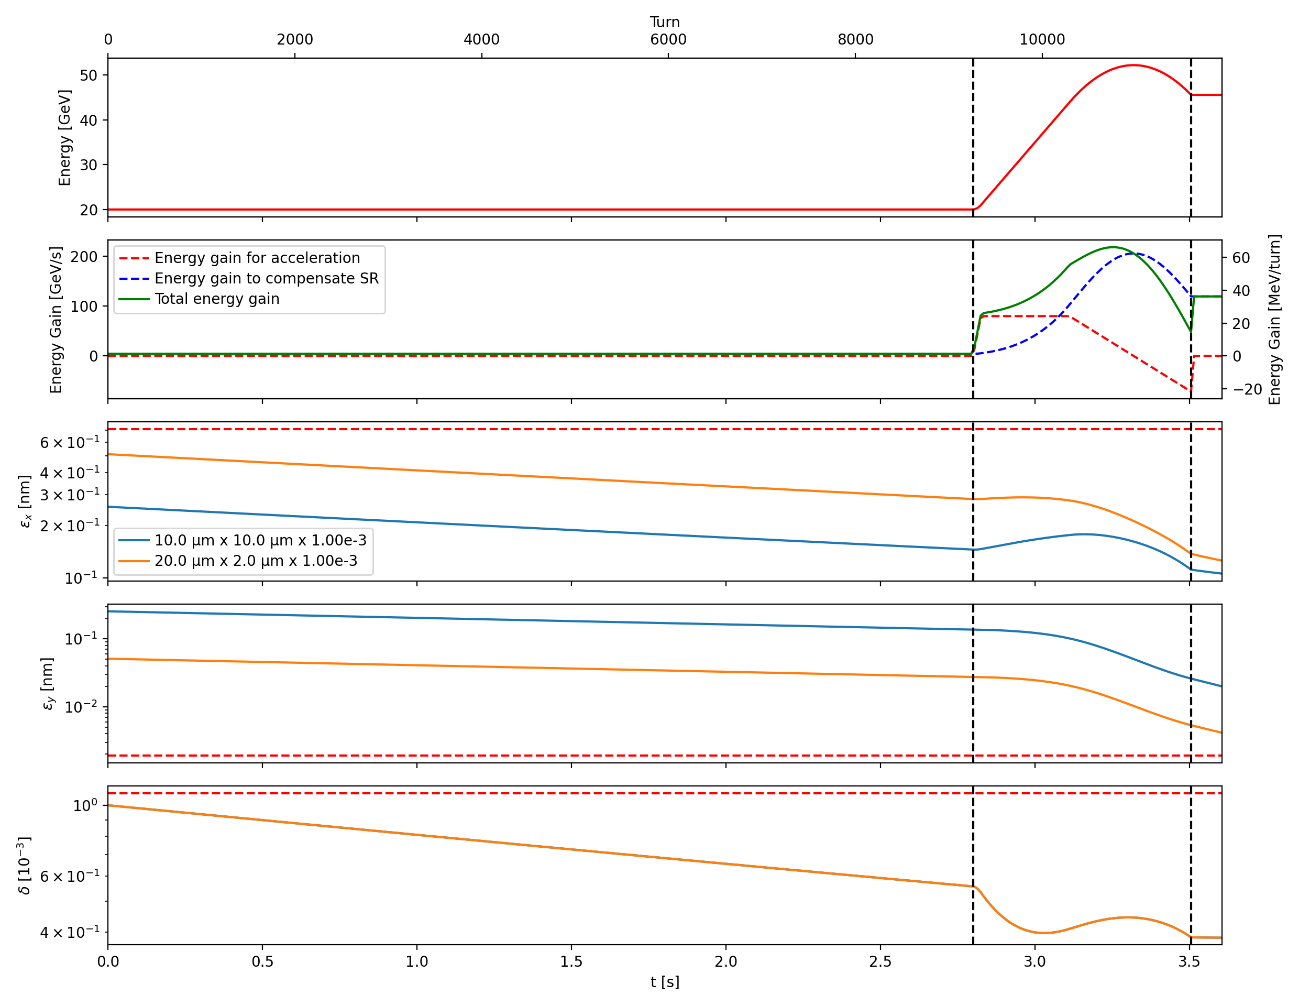 Turn
0 2000 4000 6000 8000 10000
Energy [GeV]
50
40
30
20
Energy Gain [GeV/s]
200
100
0
Energy gain for acceleration
Energy gain to compensate SR
Total energy gain
60
40
20
0
−20
Energy Gain [MeV/turn]
εx [nm]
6 × 10⁻¹
4 × 10⁻¹
3 × 10⁻¹
2 × 10⁻¹
10⁻¹
10.0 μm x 10.0 μm x 1.00e-3
20.0 μm x 2.0 μm x 1.00e-3
εy [nm]
10⁻¹
10⁻²
δ [10⁻³]
10⁰
6 × 10⁻¹
4 × 10⁻¹
0.0 0.5 1.0 1.5 2.0 2.5 3.0 3.5
t [s]